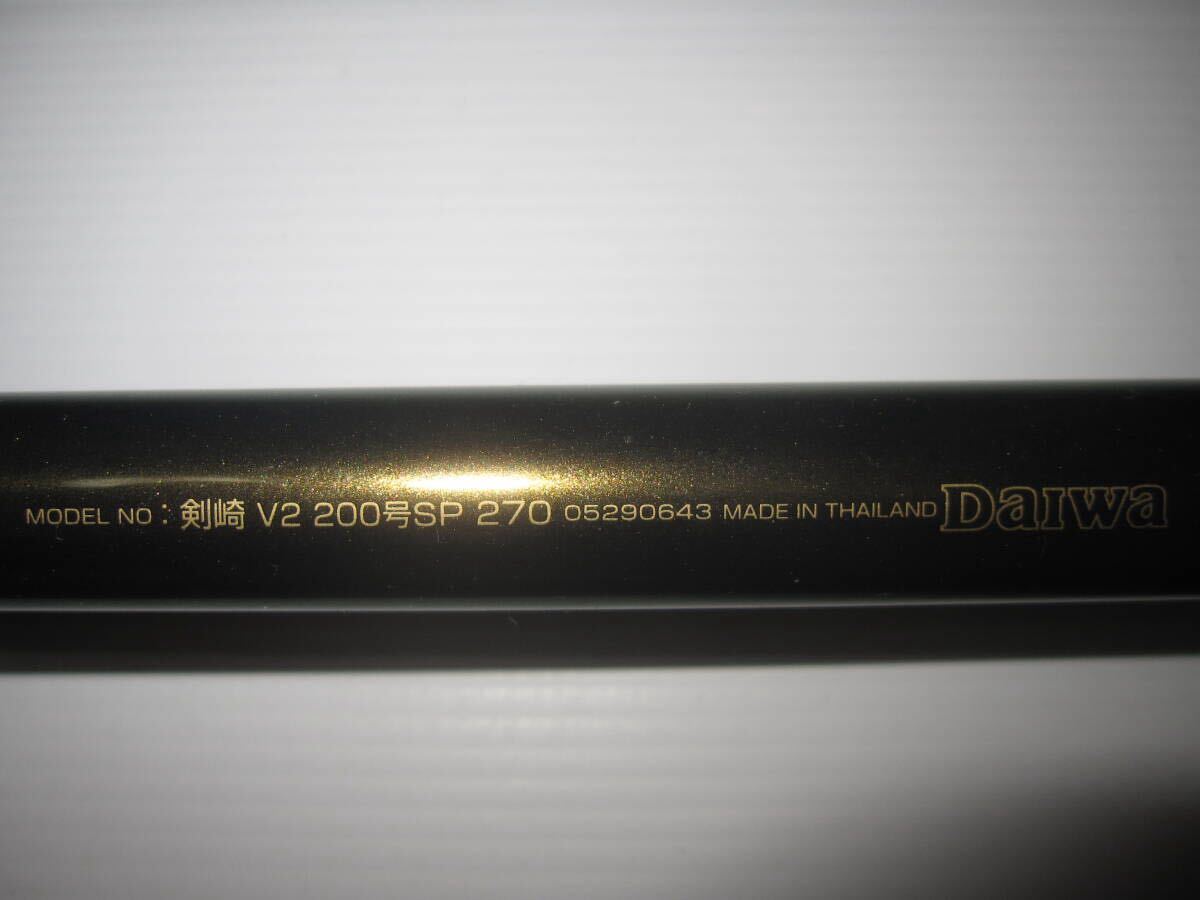 MODEL NO : 剣崎 V2 200号SP 270 05290643 MADE IN THAILAND DAIWA